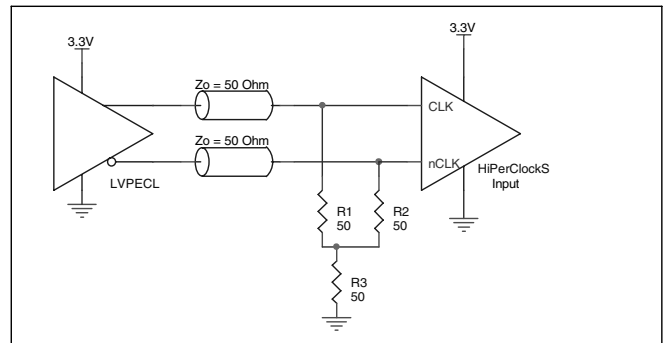 3.3V
3.3V
Zo = 50 Ohm
CLK
Zo = 50 Ohm
nCLK
LVPECL
HiPerClockS
Input
R1
50
R2
50
R3
50